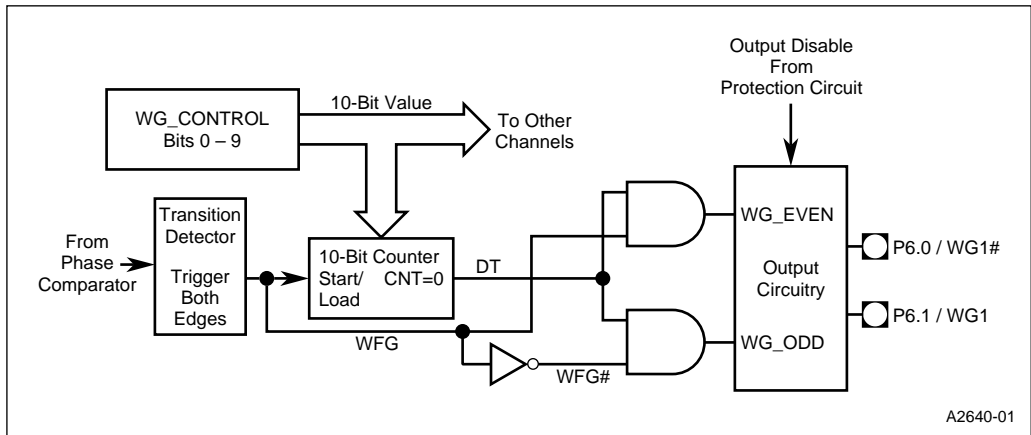 Output Disable
From
Protection Circuit
WG_CONTROL
Bits 0 – 9
10-Bit Value
To Other
Channels
From
Phase
Comparator
Transition
Detector
Trigger
Both
Edges
10-Bit Counter
Start/ CNT=0
Load
DT
WFG
WFG#
WG_EVEN
Output
Circuitry
WG_ODD
P6.0 / WG1#
P6.1 / WG1
A2640-01